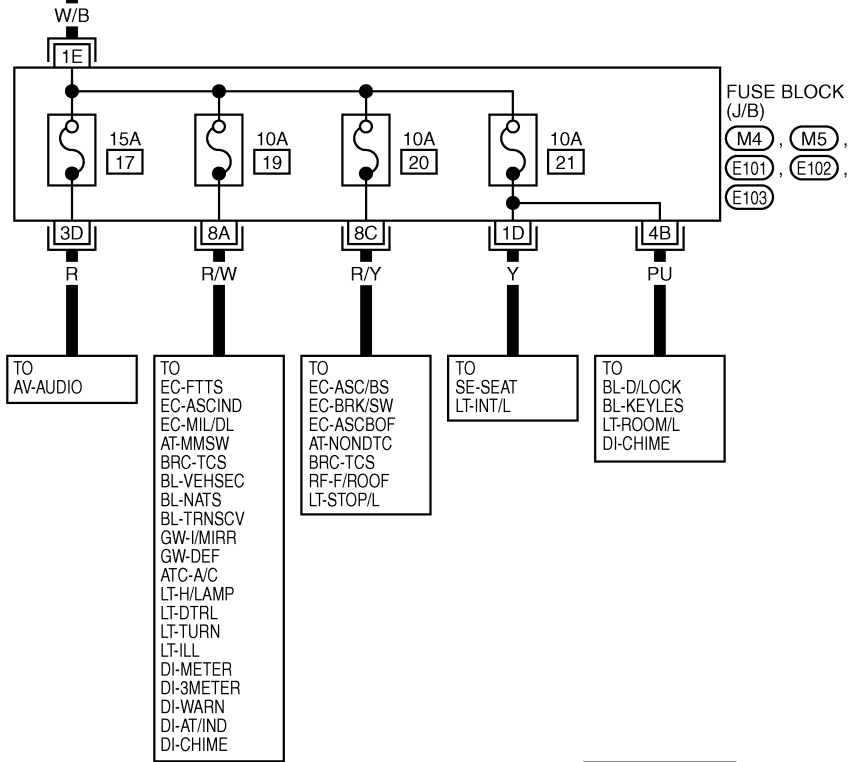 W/B
1E
FUSE BLOCK
(J/B)
M4 , M5 ,
E101 , E102 ,
E103
15A
17
10A
19
10A
20
10A
21
3D
8A
8C
1D
4B
R
R/W
R/Y
Y
PU
TO
AV-AUDIO
TO
EC-FTTS
EC-ASCIND
EC-MIL/DL
AT-MMSW
BRC-TCS
BL-VEHSEC
BL-NATS
BL-TRNSCV
GW-I/MIRR
GW-DEF
ATC-A/C
LT-H/LAMP
LT-DTRL
LT-TURN
LT-ILL
DI-METER
DI-3METER
DI-WARN
DI-AT/IND
DI-CHIME
TO
EC-ASC/BS
EC-BRK/SW
EC-ASCBOF
AT-NONDTC
BRC-TCS
RF-F/ROOF
LT-STOP/L
TO
SE-SEAT
LT-INT/L
TO
BL-D/LOCK
BL-KEYLES
LT-ROOM/L
DI-CHIME